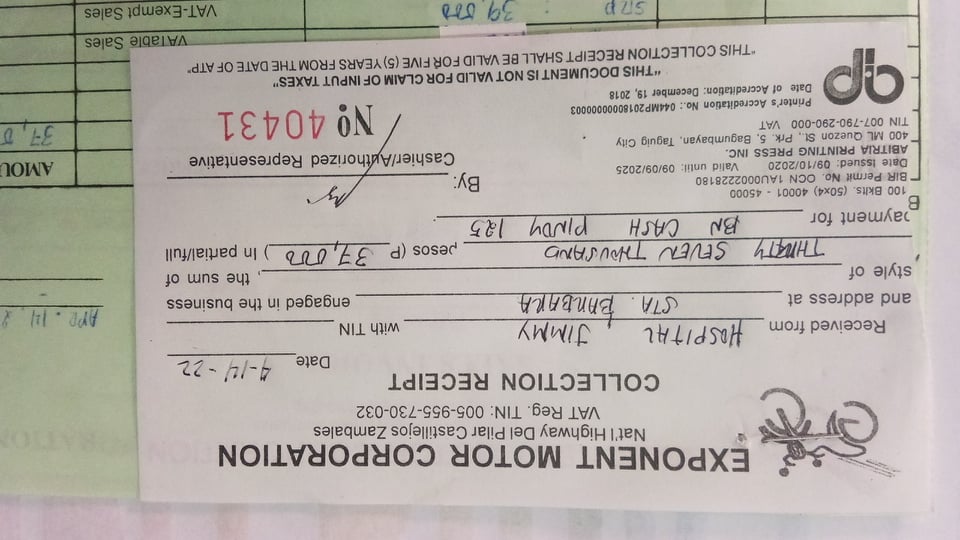 EXPONENT MOTOR CORPORATION
Nat'l Highway Del Pilar Castillejos Zambales
VAT Reg. TIN: 005-955-730-032
COLLECTION RECEIPT
Date 4-14-22
Received from HOSPITAL JIMMY with TIN
and address at STA. BARBARA engaged in the business
style of , the sum of
THIRTY SEVEN THOUSAND pesos (P 37,000 ) In partial/full
payment for BN CASH PINDY 125
100 Bklts. (50x4) 40001 - 45000
BIR Permit No. OCN 1AU0002228180
Date Issued: 09/10/2020 Valid until: 09/09/2025
ABITRIA PRINTING PRESS INC.
400 ML Quezon St., Prk. 5, Bagumbayan, Taguig City
TIN 007-790-290-000 VAT
Printer's Accreditation No.: 044MP20180000000003
Date of Accreditation: December 19, 2018
By:
Cashier/Authorized Representative
No 40431
"THIS DOCUMENT IS NOT VALID FOR CLAIM OF INPUT TAXES"
"THIS COLLECTION RECEIPT SHALL BE VALID FOR FIVE (5) YEARS FROM THE DATE OF ATP"
APR. 14
AMOU
37,0
VATable Sales
VAT-Exempt Sales
SRP : 39,000